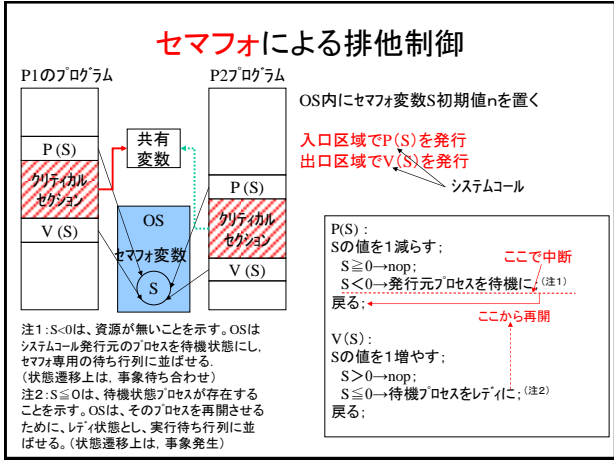 セマフォによる排他制御
P1のプログラム
P (S)
クリティカル
セクション
V (S)
共有
変数
P2プログラム
P (S)
クリティカル
セクション
V (S)
OS
セマフォ変数
S
OS内にセマフォ変数S初期値nを置く
入口区域でP(S)を発行
出口区域でV(S)を発行
システムコール
P(S) :
Sの値を1減らす;
S≧0→nop;
S<0→発行元プロセスを待機に;(注1)
戻る;
ここで中断
ここから再開
V(S) :
Sの値を1増やす;
S>0→nop;
S≦0→待機プロセスをレディに;(注2)
戻る;
注1:S<0は、資源が無いことを示す。OSは
システムコール発行元のプロセスを待機状態にし,
セマフォ専用の待ち行列に並ばせる.
(状態遷移上は,事象待ち合わせ)
注2:S≦0は、待機状態プロセスが存在する
ことを示す。OSは、そのプロセスを再開させる
ために、レディ状態とし、実行待ち行列に並
ばせる。(状態遷移上は,事象発生)